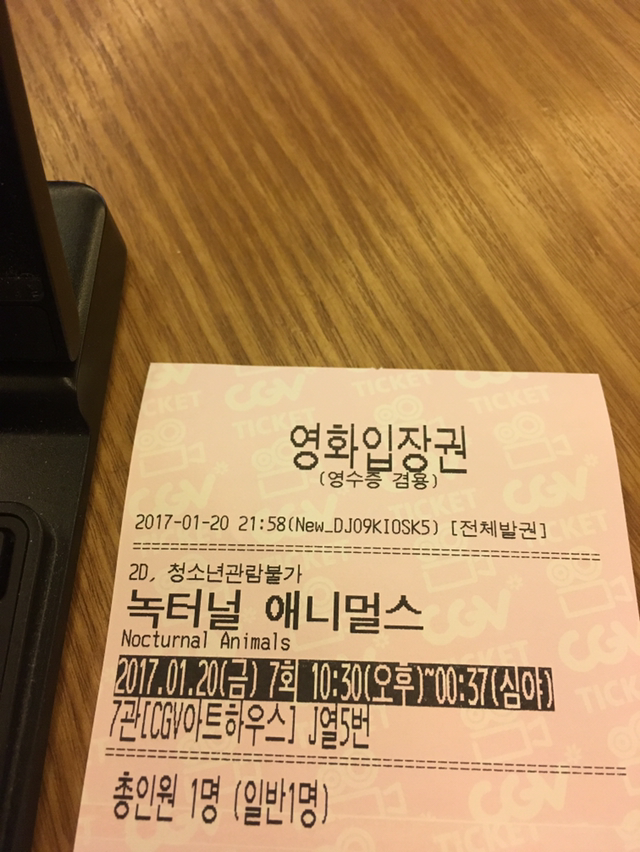 영화입장권
(영수증 겸용)
2017-01-20 21:58(New_DJ09KIOSK5) [전체발권]
2D, 청소년관람불가
녹터널 애니멀스
Nocturnal Animals
2017.01.20(금) 7회 10:30(오후)~00:37(심야)
7관[CGV아트하우스] J열5번
총인원 1명 (일반1명)
CGV
TICKET